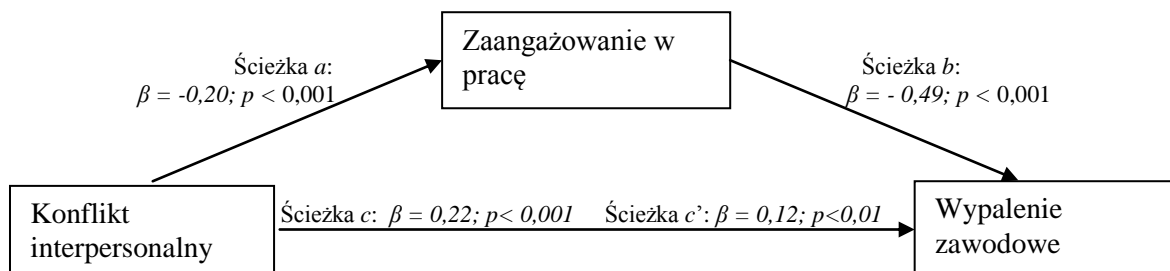 Zaangażowanie w
pracę
Ścieżka a:
β = -0,20; p < 0,001
Ścieżka b:
β = - 0,49; p < 0,001
Konflikt
interpersonalny
Ścieżka c:  β = 0,22; p< 0,001
Ścieżka c’: β = 0,12; p<0,01
Wypalenie
zawodowe